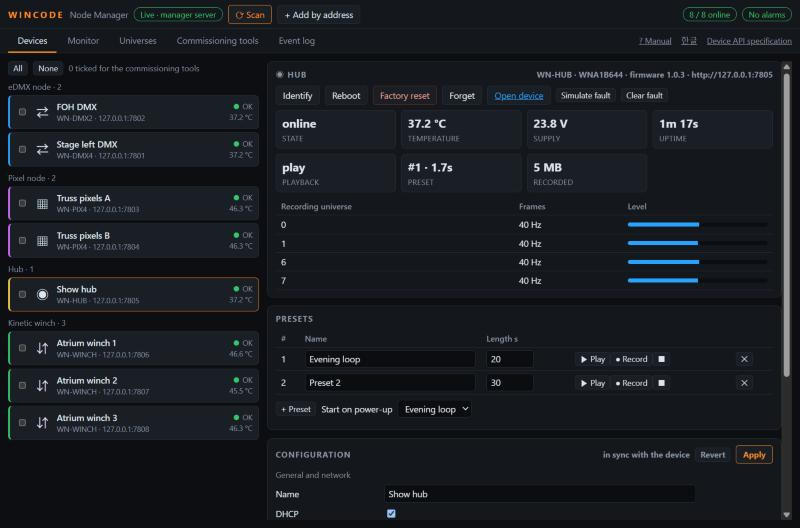 WINCODE Node Manager Live · manager server Scan + Add by address 8 / 8 online No alarms
Devices Monitor Universes Commissioning tools Event log ? Manual 한글 Device API specification
All None 0 ticked for the commissioning tools
eDMX node · 2
FOH DMX OK
WN-DMX2 · 127.0.0.1:7802 37.2 °C
Stage left DMX OK
WN-DMX4 · 127.0.0.1:7801 37.2 °C
Pixel node · 2
Truss pixels A OK
WN-PIX4 · 127.0.0.1:7803 46.3 °C
Truss pixels B OK
WN-PIX4 · 127.0.0.1:7804 46.3 °C
Hub · 1
Show hub OK
WN-HUB · 127.0.0.1:7805 37.2 °C
Kinetic winch · 3
Atrium winch 1 OK
WN-WINCH · 127.0.0.1:7806 46.6 °C
Atrium winch 2 OK
WN-WINCH · 127.0.0.1:7807 45.5 °C
Atrium winch 3 OK
WN-WINCH · 127.0.0.1:7808 46.3 °C
HUB WN-HUB · WNA1B644 · firmware 1.0.3 · http://127.0.0.1:7805
Identify Reboot Factory reset Forget Open device Simulate fault Clear fault
online 37.2 °C 23.8 V 1m 17s
STATE TEMPERATURE SUPPLY UPTIME
play #1 · 1.7s 5 MB
PLAYBACK PRESET RECORDED
Recording universe Frames Level
0 40 Hz
1 40 Hz
6 40 Hz
7 40 Hz
PRESETS
# Name Length s
1 Evening loop 20 Play Record
2 Preset 2 30 Play Record
+ Preset Start on power-up Evening loop
CONFIGURATION in sync with the device Revert Apply
General and network
Name Show hub
DHCP